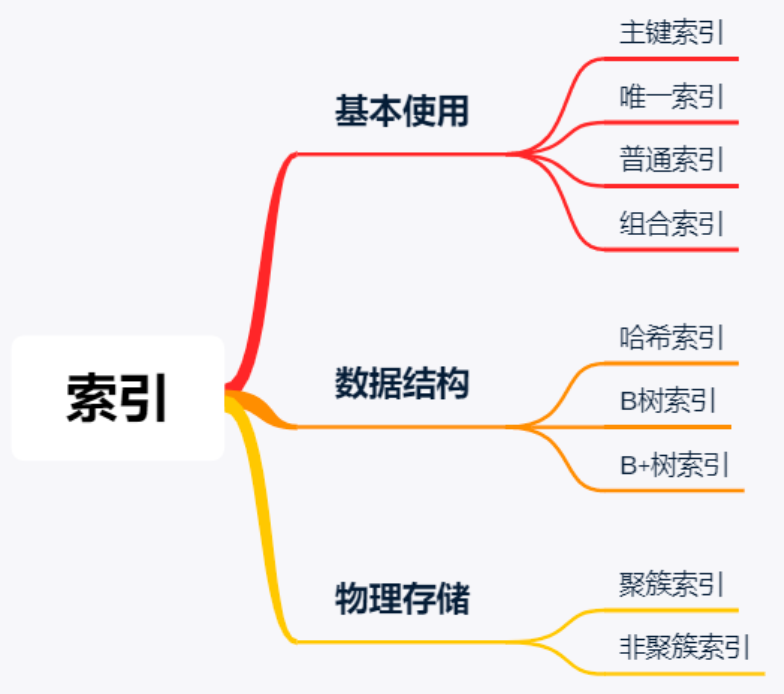 索引
基本使用
主键索引
唯一索引
普通索引
组合索引
数据结构
哈希索引
B树索引
B+树索引
物理存储
聚簇索引
非聚簇索引